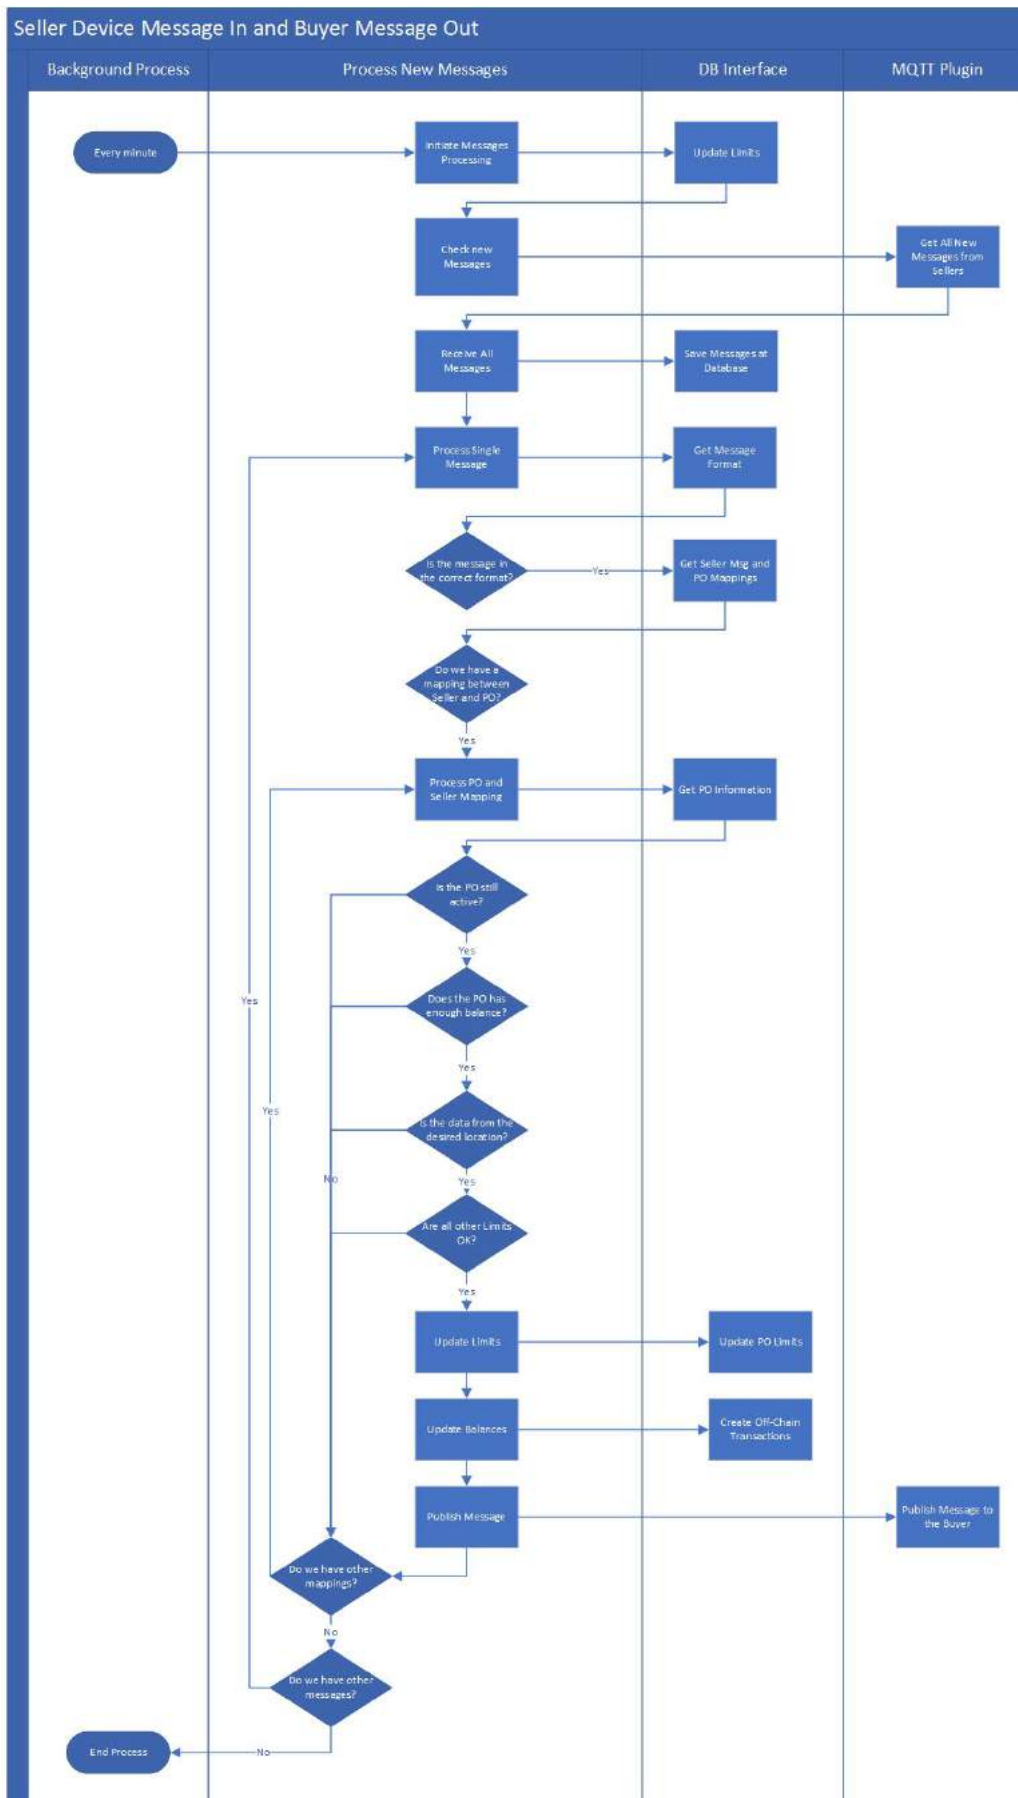 Seller Device Message In and Buyer Message Out
Background Process
Process New Messages
DB Interface
MQTT Plugin
Every minute
Initiate Messages
Processing
Update Limits
Check new
Messages
Get All New
Messages from
Sellers
Receive All
Messages
Save Messages at
Database
Process Single
Message
Get Message
Format
Is the message in
the correct format?
Yes
Get Seller Msg and
PO Mappings
Do we have a
mapping between
Seller and PO?
Yes
Process PO and
Seller Mapping
Get PO Information
Is the PO still
active?
Yes
Does the PO has
enough balance?
Yes
Yes
Is the data from the
desired location?
Yes
No
Yes
Are all other Limits
OK?
Yes
Update Limits
Update PO Limits
Update Balances
Create Off-Chain
Transactions
Publish Message
Publish Message to
the Buyer
Do we have other
mappings?
No
Do we have other
messages?
No
End Process